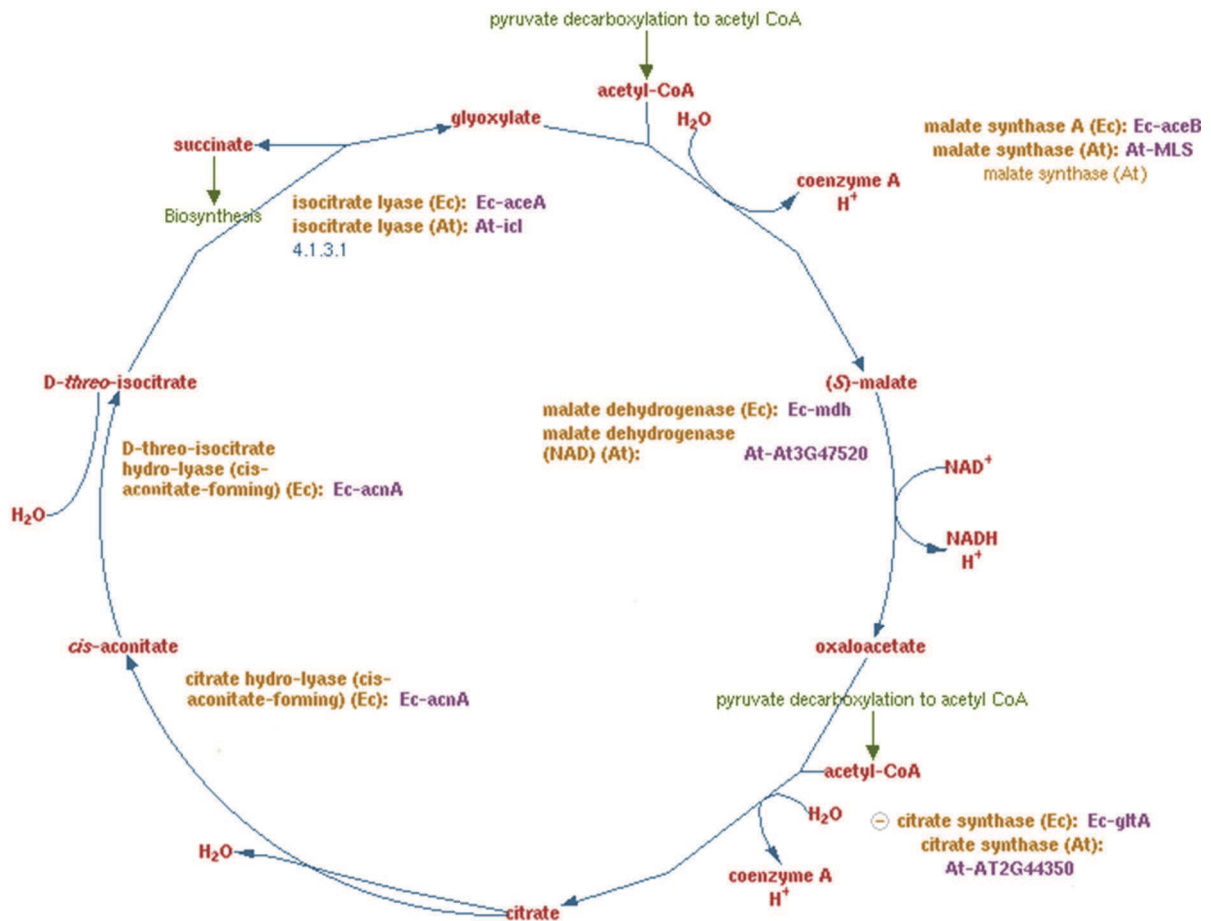 pyruvate decarboxylation to acetyl CoA
acetyl-CoA
glyoxylate
H₂O
succinate
malate synthase A (Ec): Ec-aceB
malate synthase (At): At-MLS
malate synthase (At)
coenzyme A
H⁺
Biosynthesis
isocitrate lyase (Ec): Ec-aceA
isocitrate lyase (At): At-icl
4.1.3.1
D-threo-isocitrate
(S)-malate
malate dehydrogenase (Ec): Ec-mdh
malate dehydrogenase
(NAD) (At): At-At3G47520
D-threo-isocitrate
hydro-lyase (cis-
aconitate-forming) (Ec): Ec-acnA
NAD⁺
H₂O
NADH
H⁺
cis-aconitate
oxaloacetate
citrate hydro-lyase (cis-
aconitate-forming) (Ec): Ec-acnA
pyruvate decarboxylation to acetyl CoA
acetyl-CoA
H₂O
citrate synthase (Ec): Ec-gltA
citrate synthase (At):
At-AT2G44350
H₂O
coenzyme A
H⁺
citrate